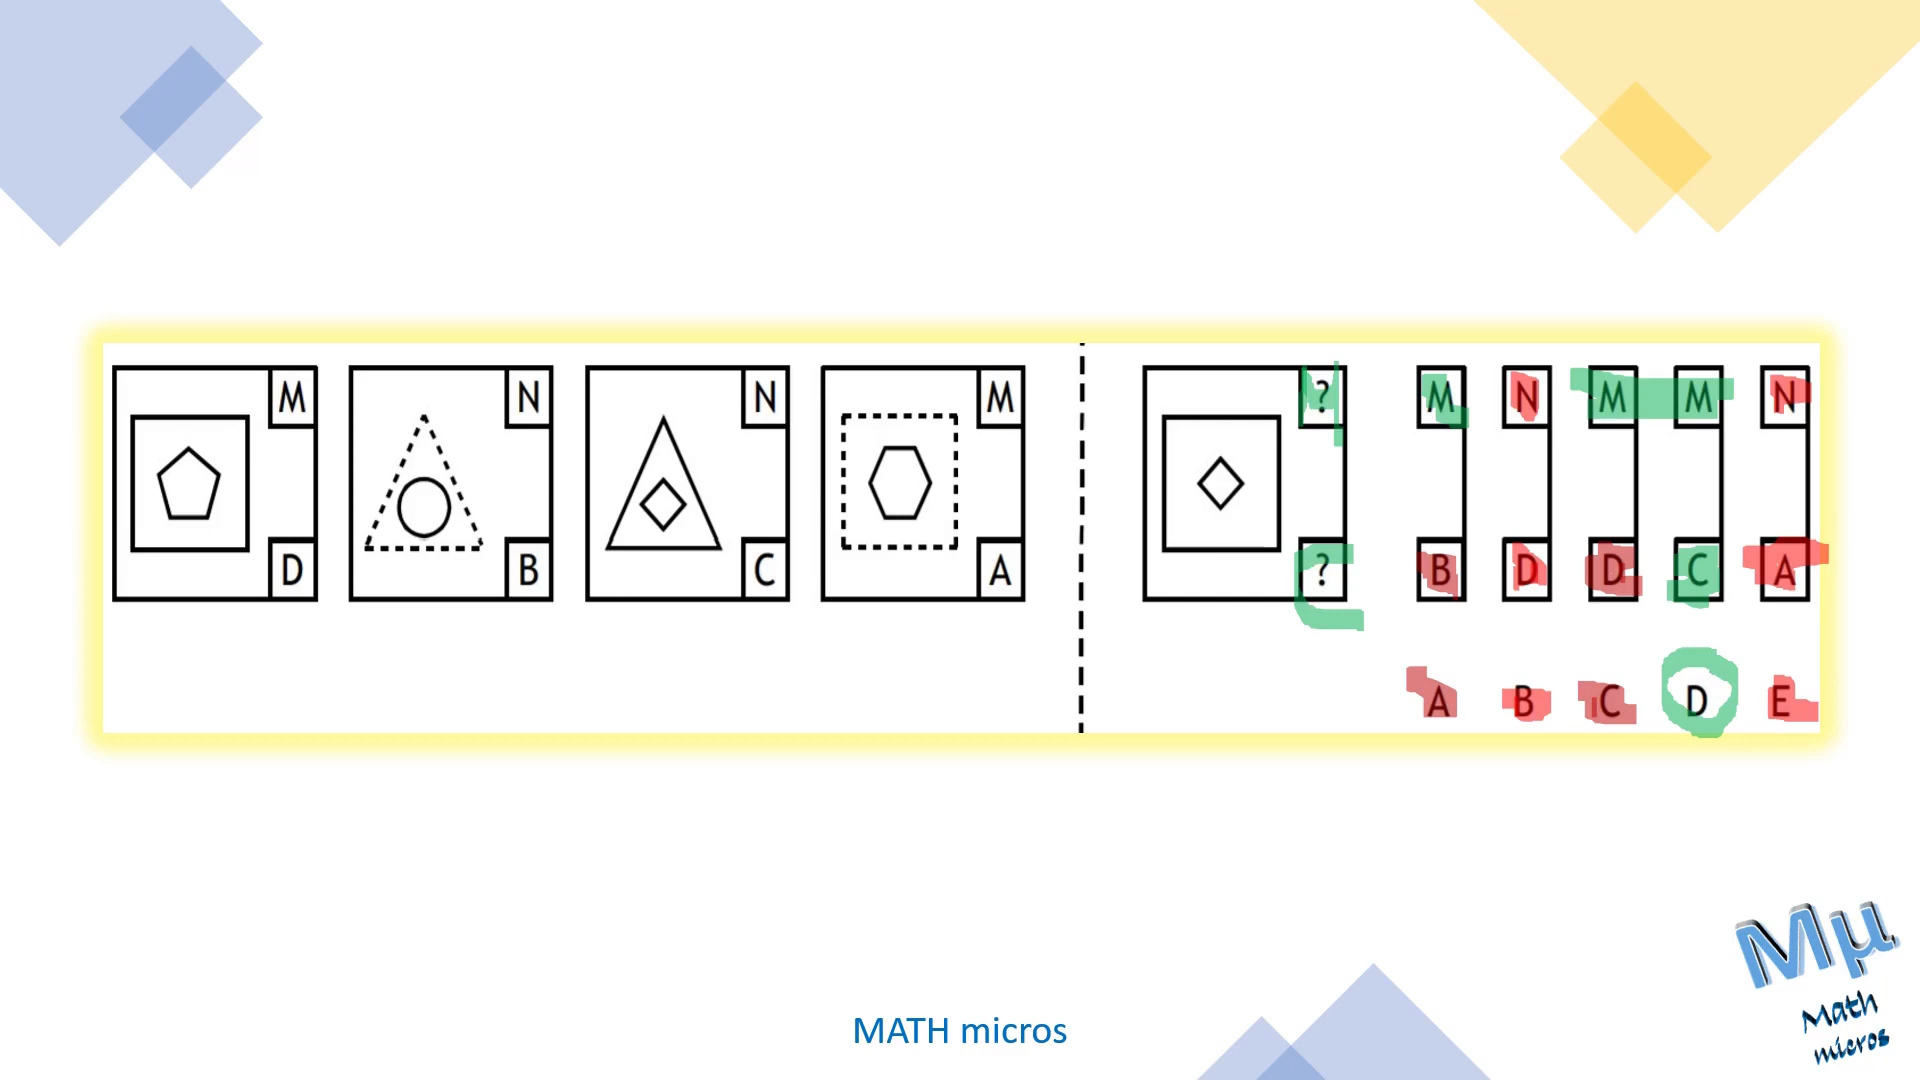 M N N M ? M N M M N
D B C A ? B D D C A
A B C D E
Mμ
Math
micros
MATH micros